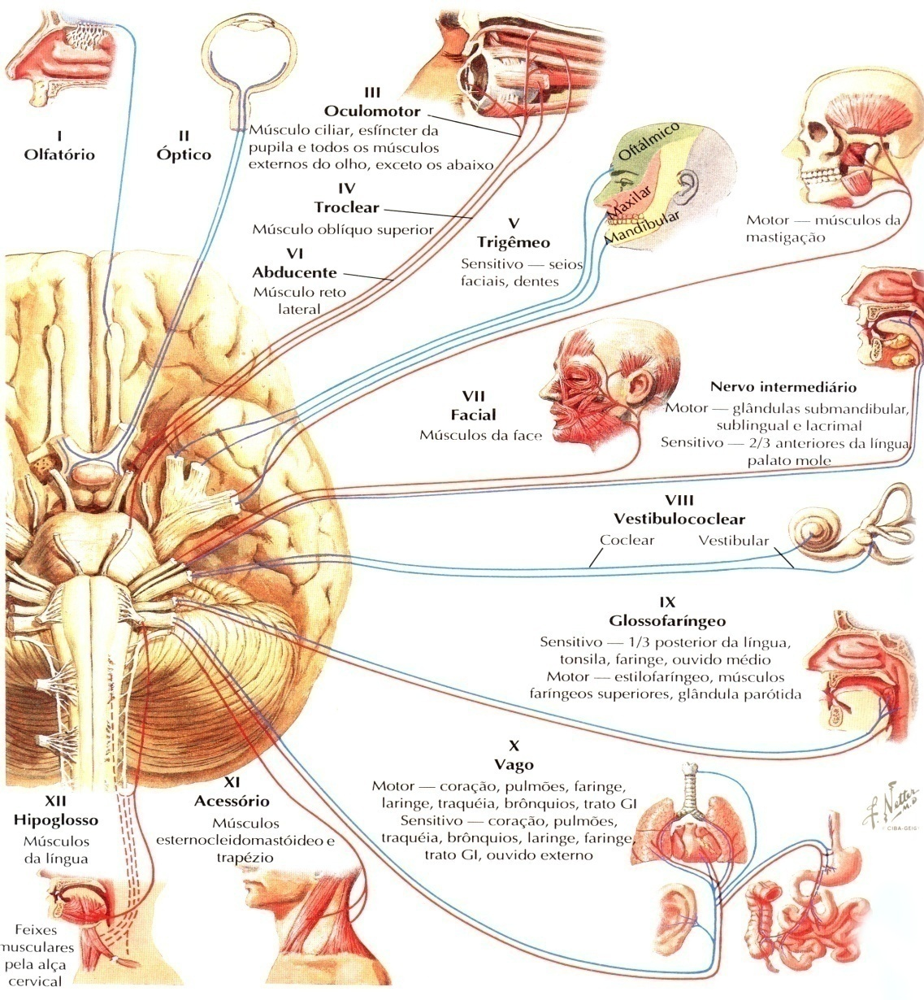 I
Olfatório
II
Óptico
III
Oculomotor
Músculo ciliar, esfíncter da
pupila e todos os músculos
externos do olho, exceto os abaixo
IV
Troclear
Músculo oblíquo superior
VI
Abducente
Músculo reto
lateral
V
Trigêmeo
Sensitivo — seios
faciais, dentes
Oftálmico
Maxilar
Mandibular
Motor — músculos da
mastigação
VII
Facial
Músculos da face
Nervo intermediário
Motor — glândulas submandibular,
sublingual e lacrimal
Sensitivo — 2/3 anteriores da língua
palato mole
VIII
Vestibulococlear
Coclear
Vestibular
IX
Glossofaríngeo
Sensitivo — 1/3 posterior da língua,
tonsila, faringe, ouvido médio
Motor — estilofaríngeo, músculos
faríngeos superiores, glândula parótida
X
Vago
Motor — coração, pulmões, faringe,
laringe, traquéia, brônquios, trato GI
Sensitivo — coração, pulmões,
traquéia, brônquios, laringe, faringe,
trato GI, ouvido externo
XI
Acessório
Músculos
esternocleidomastóideo e
trapézio
XII
Hipoglosso
Músculos
da língua
Feixes
musculares
pela alça
cervical
F. Netter
M.D.
CIBA-GEIG